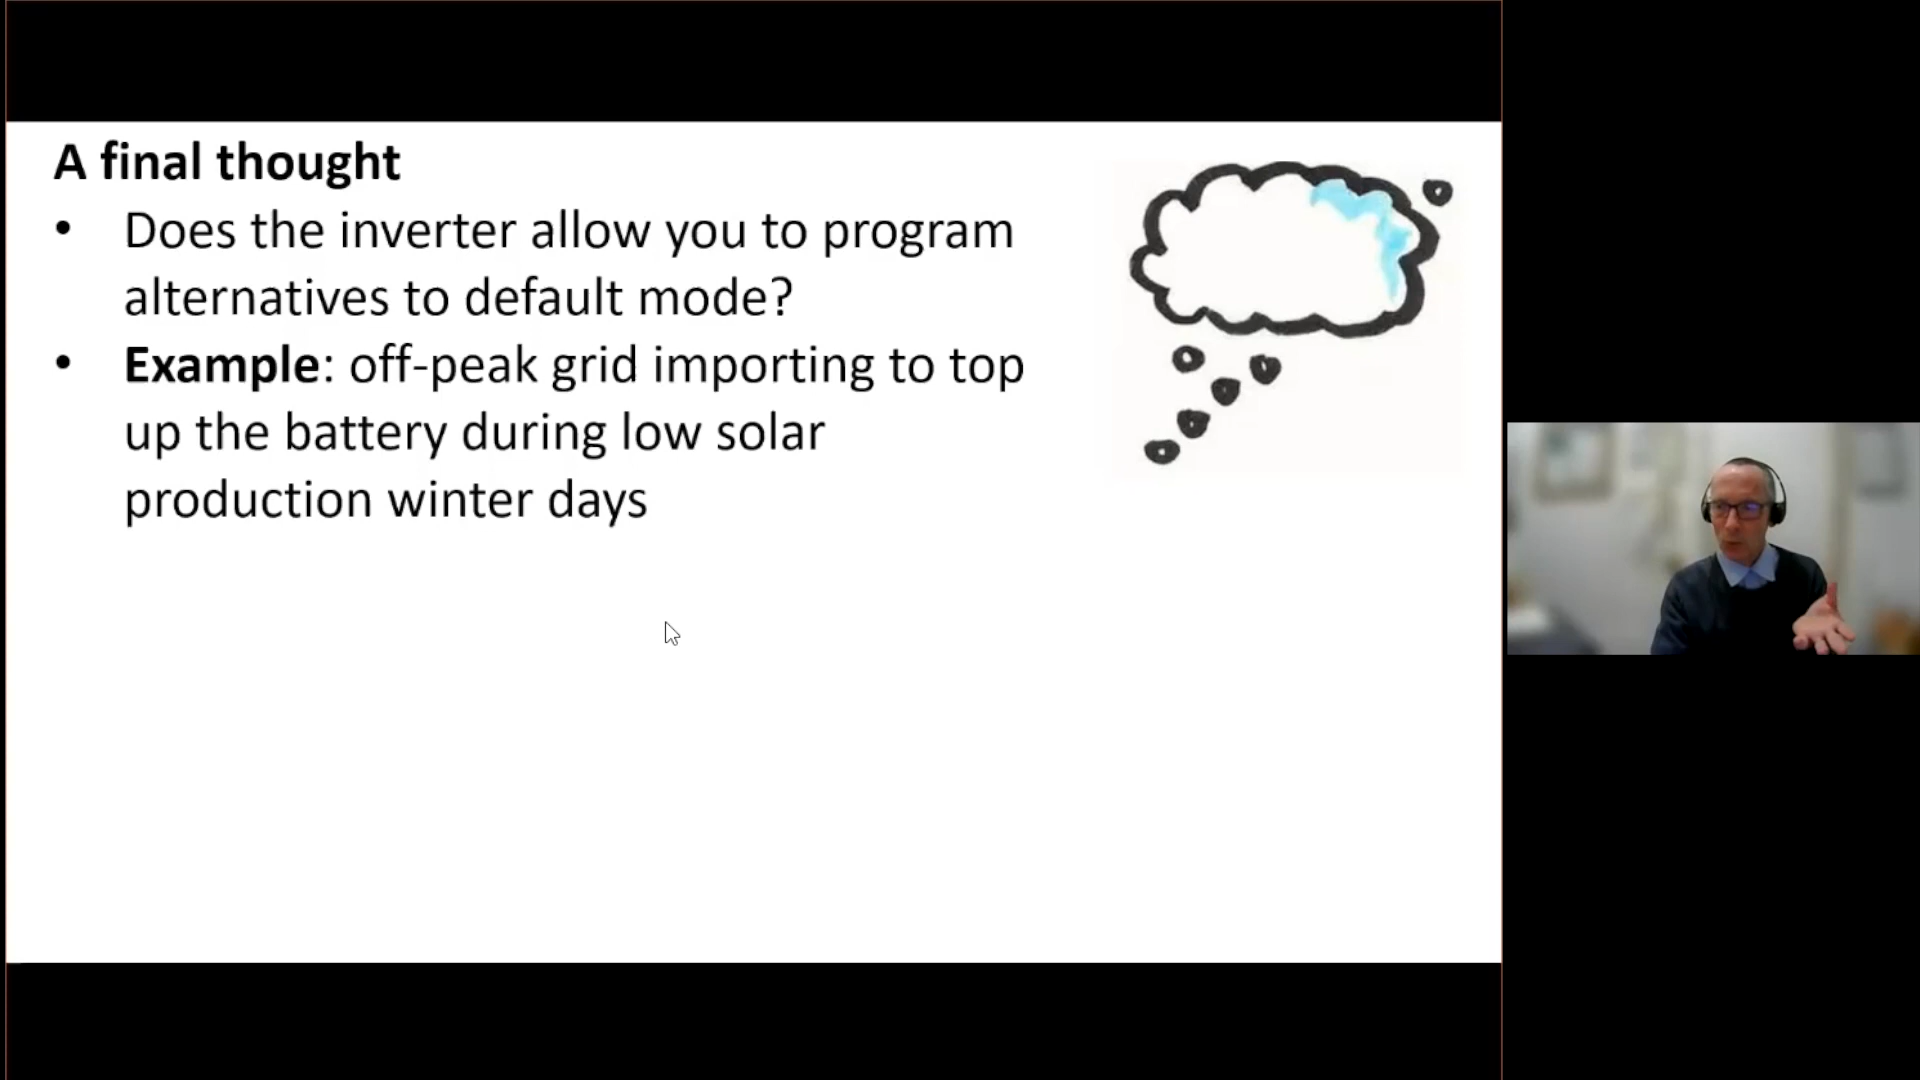 A final thought
• Does the inverter allow you to program
alternatives to default mode?
• Example: off-peak grid importing to top
up the battery during low solar
production winter days